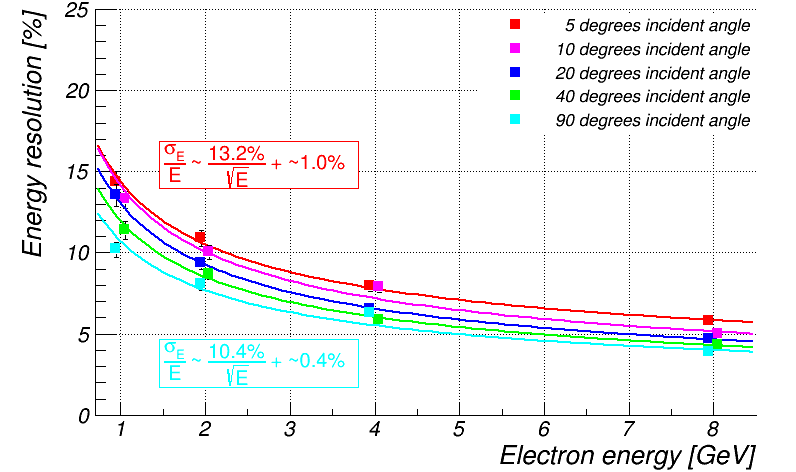 25
20
15
10
5
0
Energy resolution [%]
5 degrees incident angle
10 degrees incident angle
20 degrees incident angle
40 degrees incident angle
90 degrees incident angle
σE/E ~ 13.2%/√E + ~1.0%
σE/E ~ 10.4%/√E + ~0.4%
1 2 3 4 5 6 7 8
Electron energy [GeV]